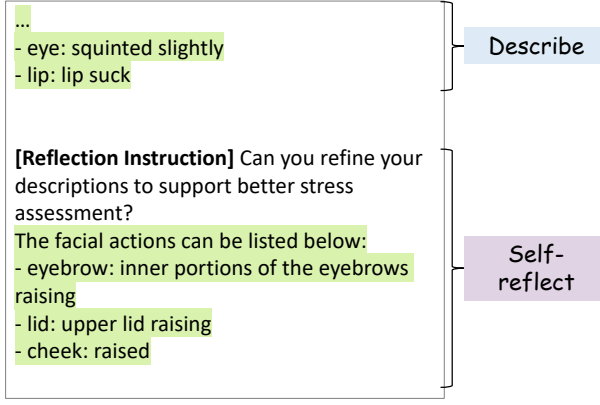 ...
- eye: squinted slightly
- lip: lip suck
Describe
[Reflection Instruction] Can you refine your
descriptions to support better stress
assessment?
The facial actions can be listed below:
- eyebrow: inner portions of the eyebrows
raising
- lid: upper lid raising
- cheek: raised
Self-
reflect